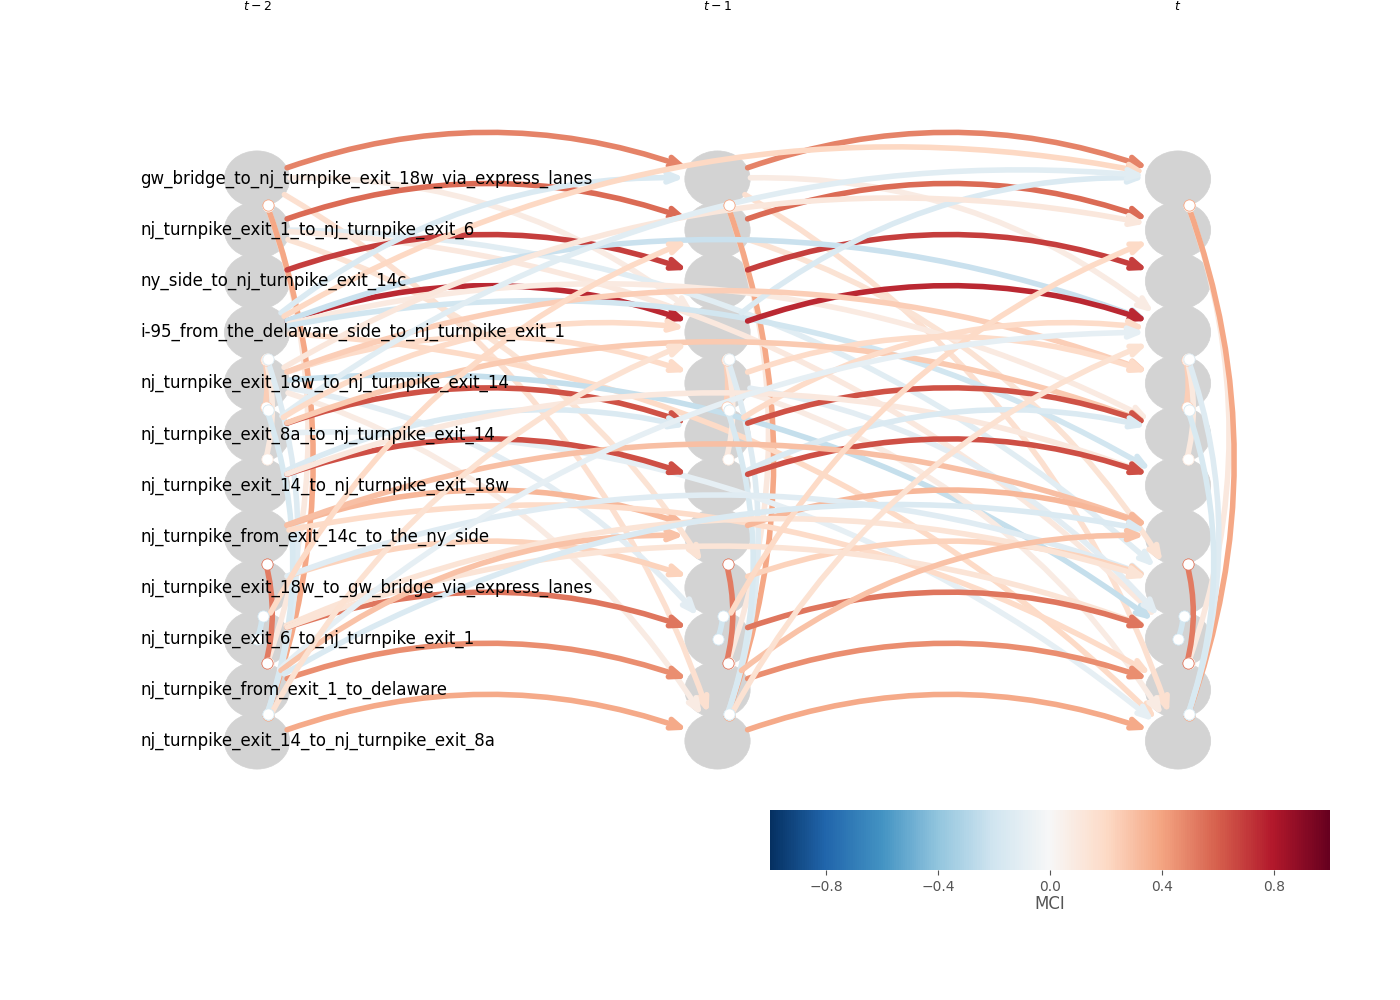 t − 2 t − 1 t
gw_bridge_to_nj_turnpike_exit_18w_via_express_lanes
nj_turnpike_exit_1_to_nj_turnpike_exit_6
ny_side_to_nj_turnpike_exit_14c
i-95_from_the_delaware_side_to_nj_turnpike_exit_1
nj_turnpike_exit_18w_to_nj_turnpike_exit_14
nj_turnpike_exit_8a_to_nj_turnpike_exit_14
nj_turnpike_exit_14_to_nj_turnpike_exit_18w
nj_turnpike_from_exit_14c_to_the_ny_side
nj_turnpike_exit_18w_to_gw_bridge_via_express_lanes
nj_turnpike_exit_6_to_nj_turnpike_exit_1
nj_turnpike_from_exit_1_to_delaware
nj_turnpike_exit_14_to_nj_turnpike_exit_8a
−0.8 −0.4 0.0 0.4 0.8
MCI